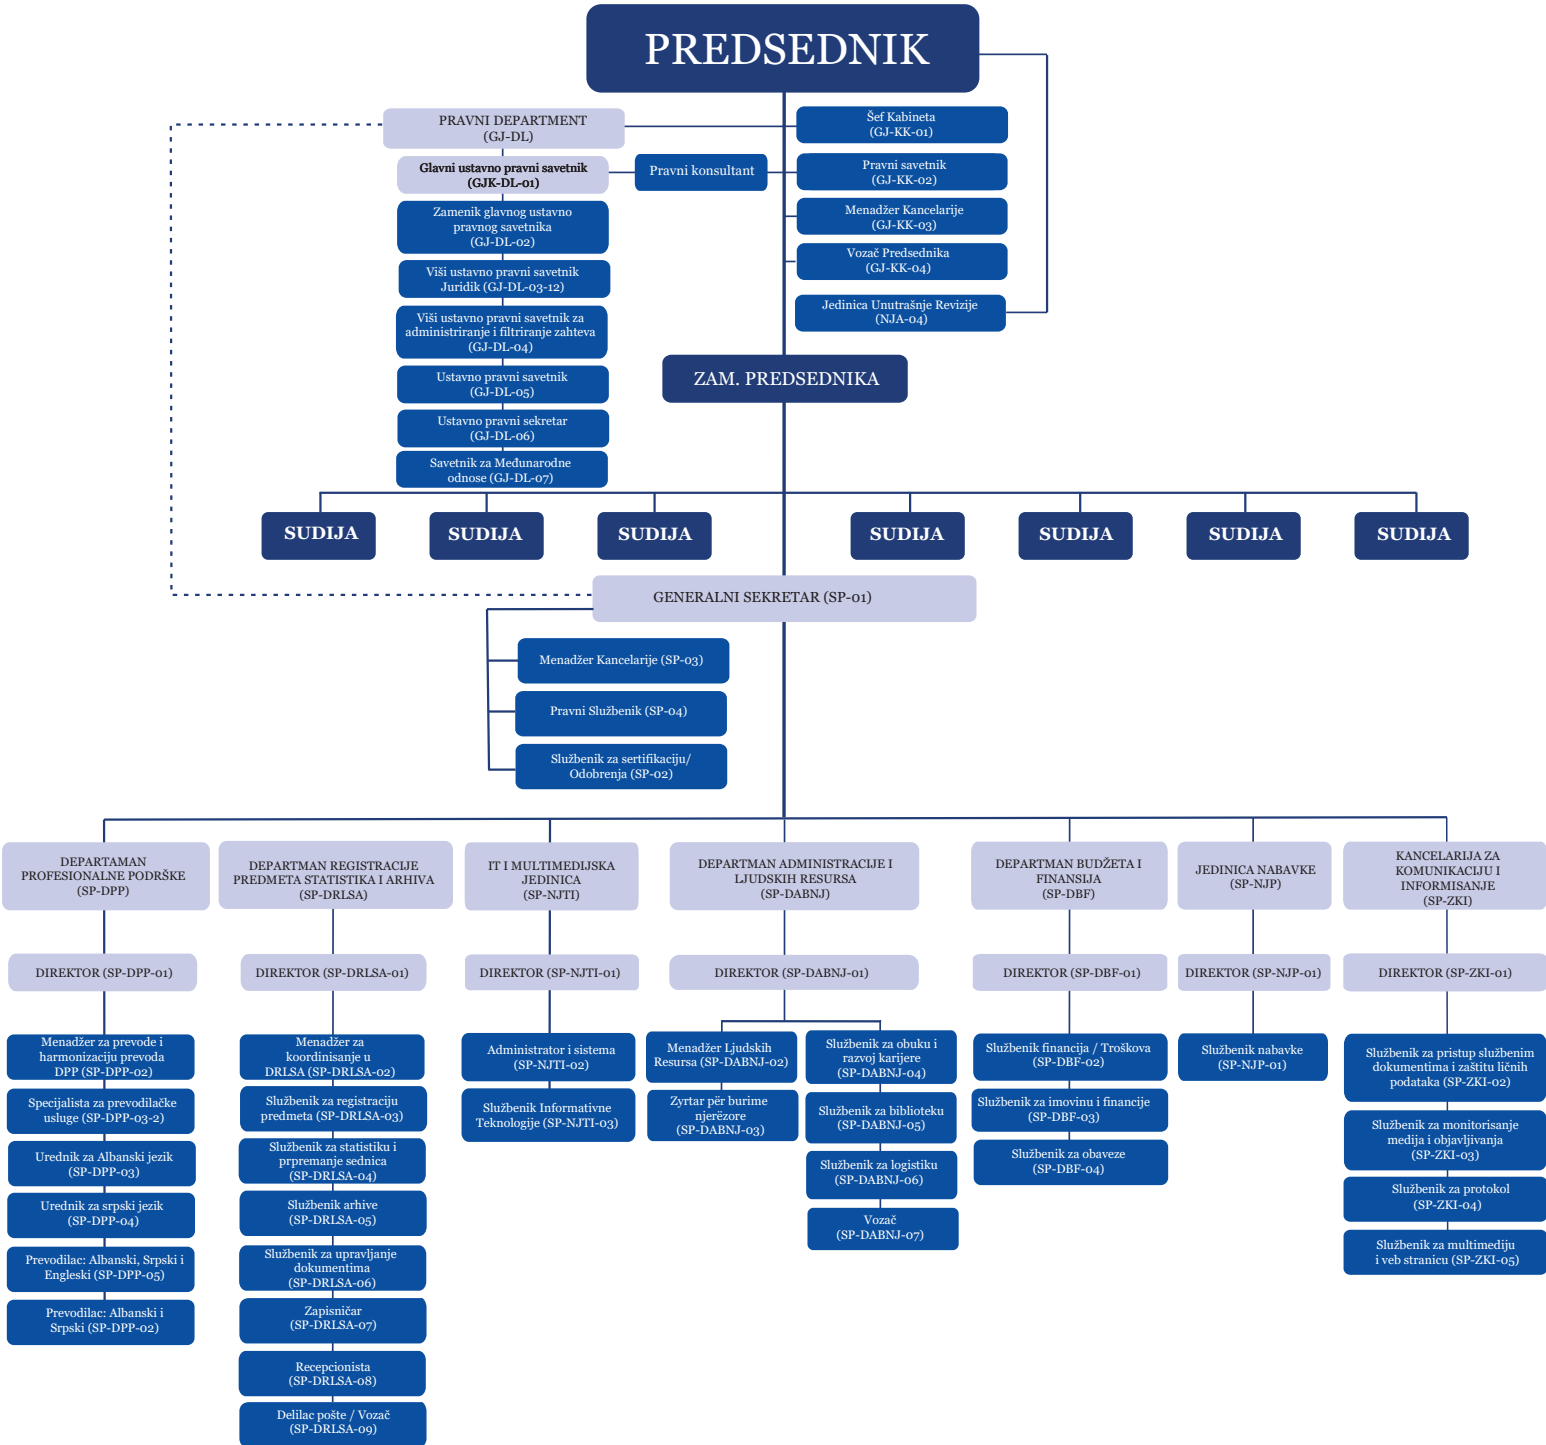 PREDSEDNIK
PRAVNI DEPARTMENT
(GJ-DL)
Glavni ustavno pravni savetnik
(GJK-DL-01)
Pravni konsultant
Zamenik glavnog ustavno
pravnog savetnika
(GJ-DL-02)
Viši ustavno pravni savetnik
Juridik (GJ-DL-03-12)
Viši ustavno pravni savetnik za
administriranje i filtriranje zahteva
(GJ-DL-04)
Ustavno pravni savetnik
(GJ-DL-05)
Ustavno pravni sekretar
(GJ-DL-06)
Savetnik za Međunarodne
odnose (GJ-DL-07)
Šef Kabineta
(GJ-KK-01)
Pravni savetnik
(GJ-KK-02)
Menadžer Kancelarije
(GJ-KK-03)
Vozač Predsednika
(GJ-KK-04)
Jedinica Unutrašnje Revizije
(NJA-04)
ZAM. PREDSEDNIKA
SUDIJA
SUDIJA
SUDIJA
SUDIJA
SUDIJA
SUDIJA
SUDIJA
GENERALNI SEKRETAR (SP-01)
Menadžer Kancelarije (SP-03)
Pravni Službenik (SP-04)
Službenik za sertifikaciju/
Odobrenja (SP-02)
DEPARTAMAN
PROFESIONALNE PODRŠKE
(SP-DPP)
DIREKTOR (SP-DPP-01)
Menadžer za prevode i
harmonizaciju prevoda
DPP (SP-DPP-02)
Specijalista za prevodilačke
usluge (SP-DPP-03-2)
Urednik za Albanski jezik
(SP-DPP-03)
Urednik za srpski jezik
(SP-DPP-04)
Prevodilac: Albanski, Srpski i
Engleski (SP-DPP-05)
Prevodilac: Albanski i
Srpski (SP-DPP-02)
DEPARTMAN REGISTRACIJE
PREDMETA STATISTIKA I ARHIVA
(SP-DRLSA)
DIREKTOR (SP-DRLSA-01)
Menadžer za
koordinisanje u
DRLSA (SP-DRLSA-02)
Službenik za registraciju
predmeta (SP-DRLSA-03)
Službenik za statistiku i
prpremanje sednica
(SP-DRLSA-04)
Službenik arhive
(SP-DRLSA-05)
Službenik za upravljanje
dokumentima
(SP-DRLSA-06)
Zapisničar
(SP-DRLSA-07)
Recepcionista
(SP-DRLSA-08)
Delilac pošte / Vozač
(SP-DRLSA-09)
IT I MULTIMEDIJSKA
JEDINICA
(SP-NJTI)
DIREKTOR (SP-NJTI-01)
Administrator i sistema
(SP-NJTI-02)
Službenik Informativne
Teknologije (SP-NJTI-03)
DEPARTMAN ADMINISTRACIJE I
LJUDSKIH RESURSA
(SP-DABNJ)
DIREKTOR (SP-DABNJ-01)
Menadžer Ljudskih
Resursa (SP-DABNJ-02)
Zyrtar për burime
njerëzore
(SP-DABNJ-03)
Službenik za obuku i
razvoj karijere
(SP-DABNJ-04)
Službenik za biblioteku
(SP-DABNJ-05)
Službenik za logistiku
(SP-DABNJ-06)
Vozač
(SP-DABNJ-07)
DEPARTMAN BUDŽETA I
FINANSIJA
(SP-DBF)
DIREKTOR (SP-DBF-01)
Službenik financija / Troškova
(SP-DBF-02)
Službenik za imovinu i financije
(SP-DBF-03)
Službenik za obaveze
(SP-DBF-04)
JEDINICA NABAVKE
(SP-NJP)
DIREKTOR (SP-NJP-01)
Službenik nabavke
(SP-NJP-01)
KANCELARIJA ZA
KOMUNIKACIJU I
INFORMISANJE
(SP-ZKI)
DIREKTOR (SP-ZKI-01)
Službenik za pristup službenim
dokumentima i zaštitu ličnih
podataka (SP-ZKI-02)
Službenik za monitorisanje
medija i objavljivanja
(SP-ZKI-03)
Službenik za protokol
(SP-ZKI-04)
Službenik za multimediju
i veb stranicu (SP-ZKI-05)